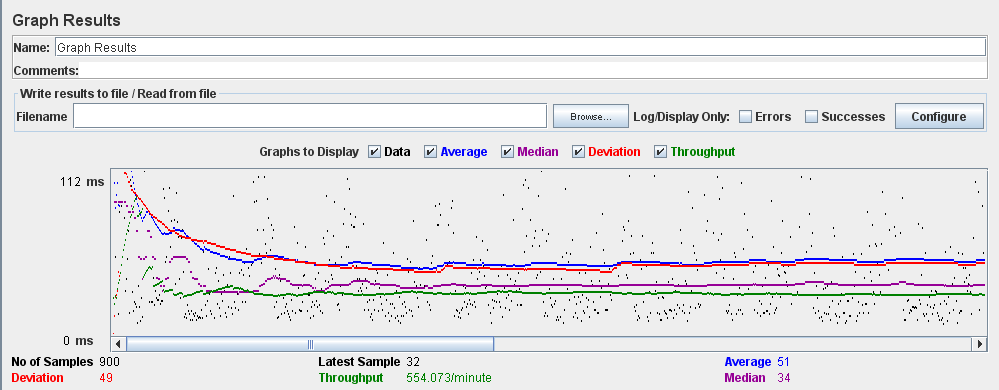 Graph Results
Name: Graph Results
Comments:
Write results to file / Read from file
Filename Browse... Log/Display Only: Errors Successes Configure
Graphs to Display Data Average Median Deviation Throughput
112 ms
0 ms
No of Samples 900 Latest Sample 32 Average 51
Deviation 49 Throughput 554.073/minute Median 34